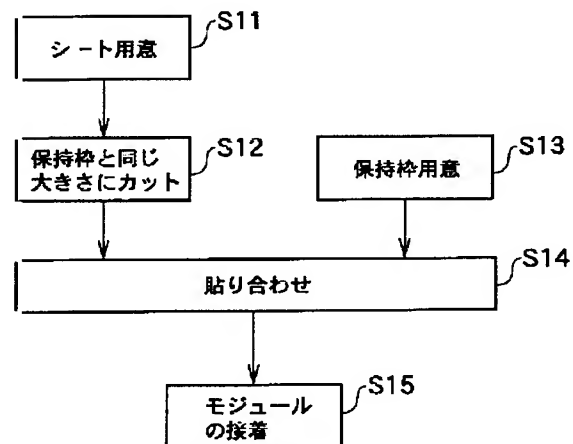 シート用意
S11
保持枠と同じ
大きさにカット
S12
保持枠用意
S13
貼り合わせ
S14
モジュール
の接着
S15